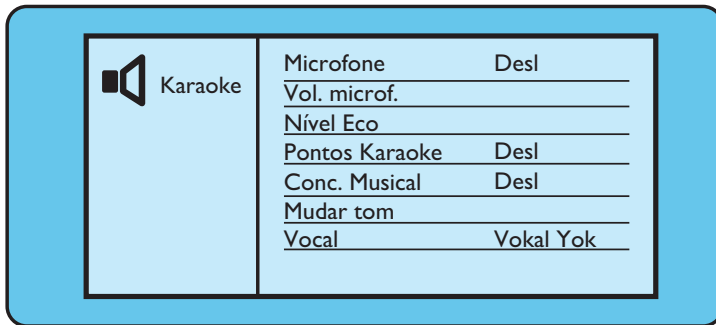 Karaoke
Microfone Desl
Vol. microf.
Nível Eco
Pontos Karaoke Desl
Conc. Musical Desl
Mudar tom
Vocal Vokal Yok